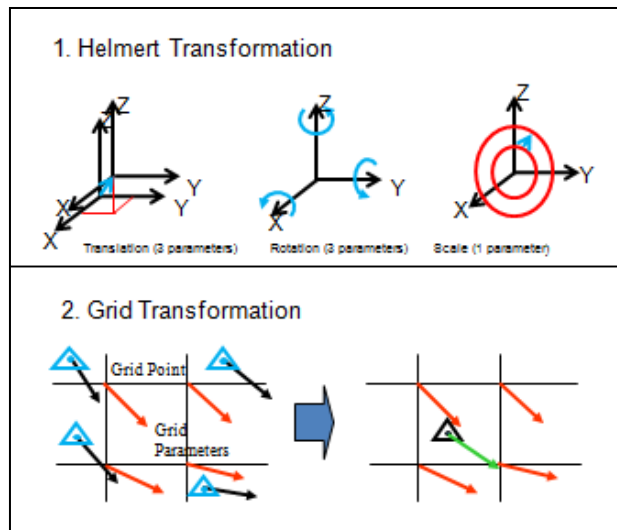 1. Helmert Transformation
Z
Z
Y
Y
X
X
Translation (3 parameters)
Z
Y
X
Rotation (3 parameters)
Z
Y
X
Scale (1 parameter)
2. Grid Transformation
Grid Point
Grid
Parameters